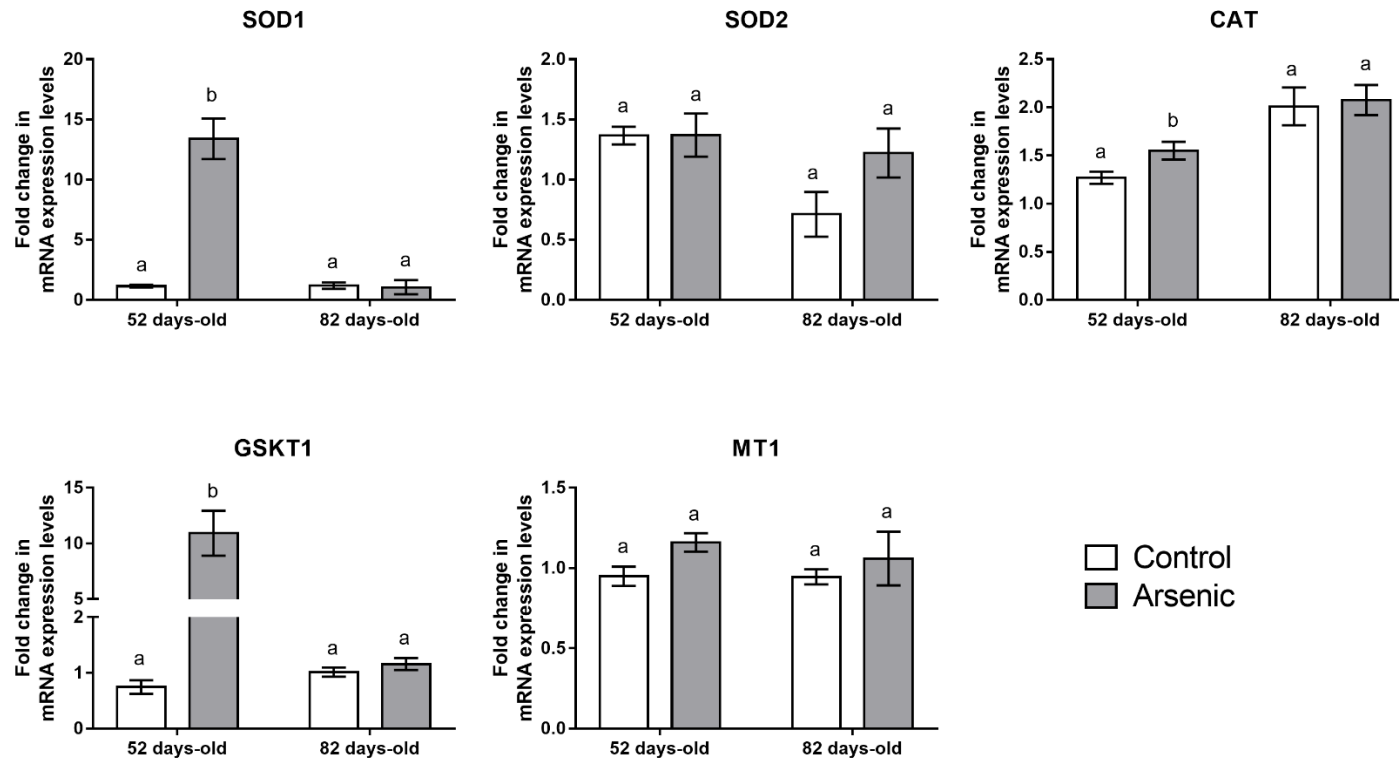 SOD1
Fold change in
mRNA expression levels
20
15
10
5
0
a
b
a
a
52 days-old
82 days-old
SOD2
Fold change in
mRNA expression levels
2.0
1.5
1.0
0.5
0.0
a
a
a
a
52 days-old
82 days-old
CAT
Fold change in
mRNA expression levels
2.5
2.0
1.5
1.0
0.5
0.0
a
b
a
a
52 days-old
82 days-old
GSKT1
Fold change in
mRNA expression levels
15
10
5
2
1
0
a
b
a
a
52 days-old
82 days-old
MT1
Fold change in
mRNA expression levels
1.5
1.0
0.5
0.0
a
a
a
a
52 days-old
82 days-old
Control
Arsenic